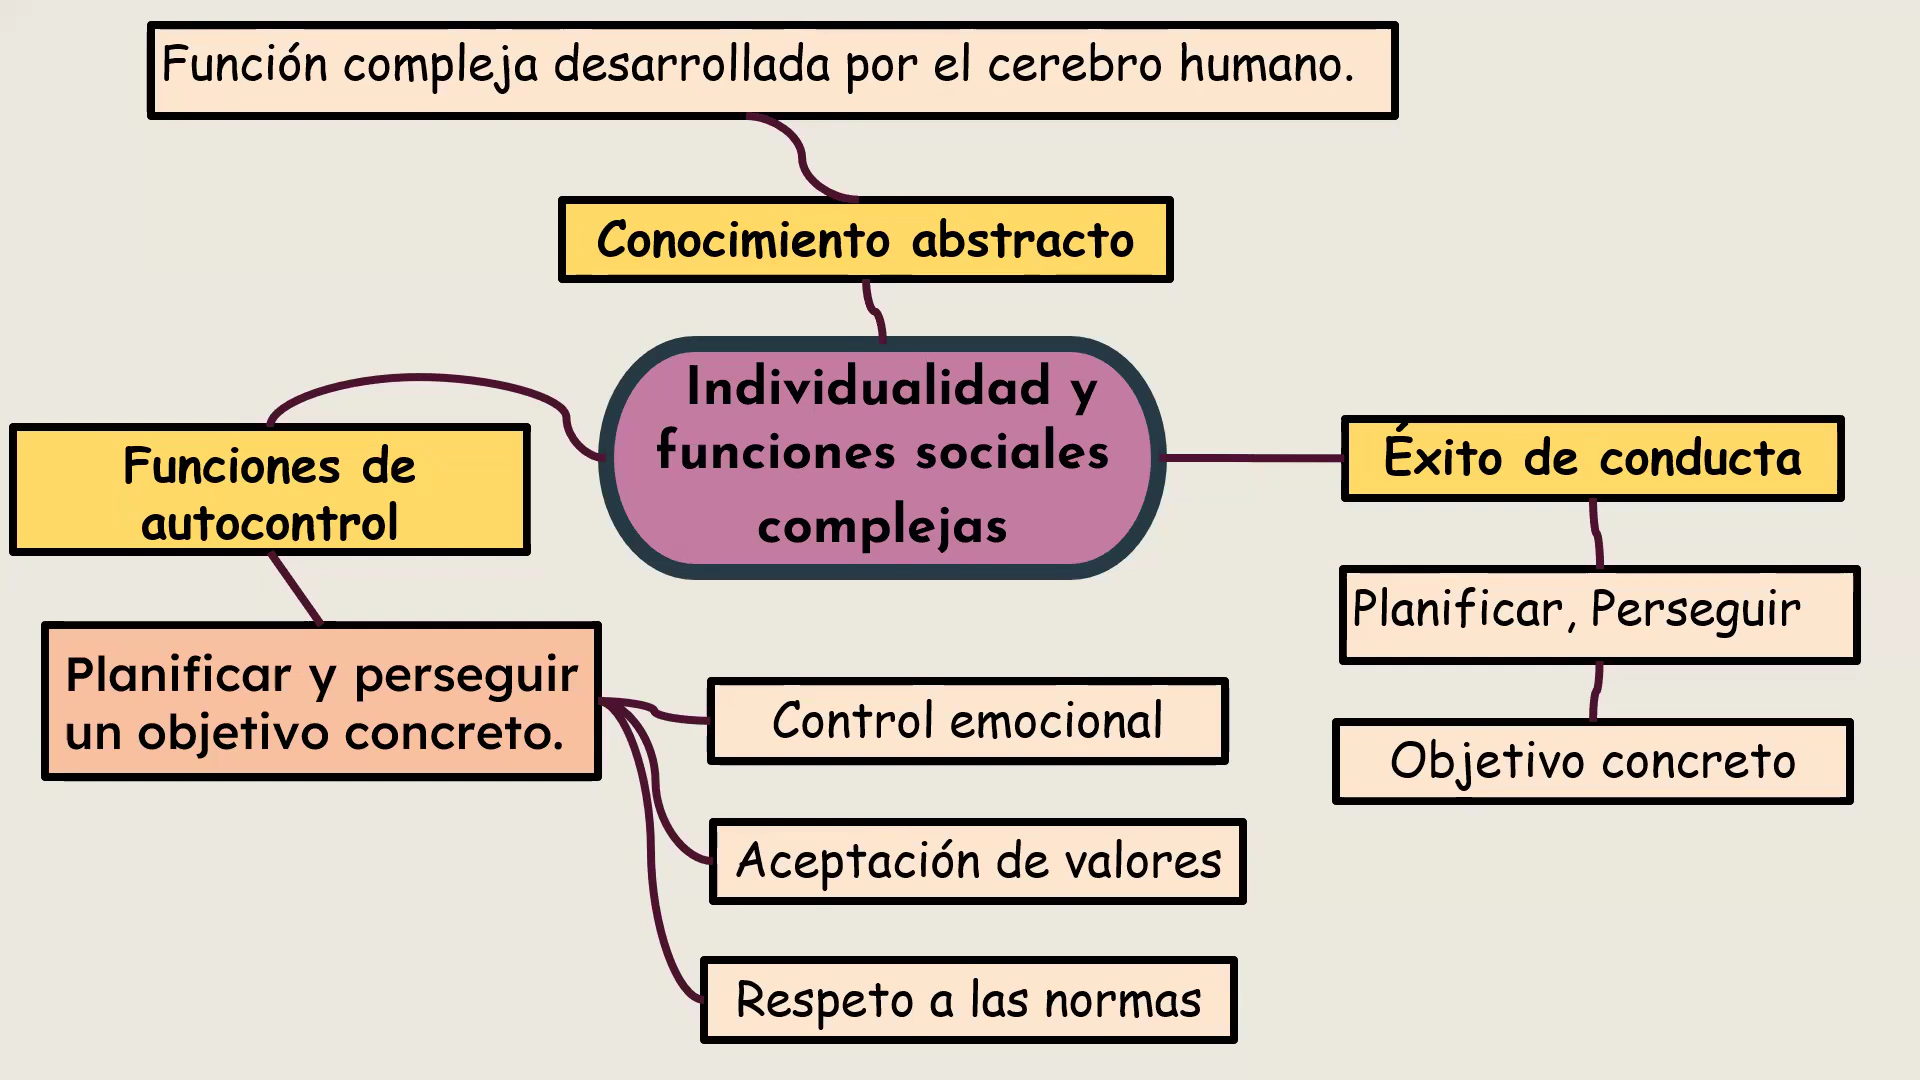 Función compleja desarrollada por el cerebro humano.
Conocimiento abstracto
Individualidad y
funciones sociales
complejas
Funciones de
autocontrol
Planificar y perseguir
un objetivo concreto.
Control emocional
Aceptación de valores
Respeto a las normas
Éxito de conducta
Planificar, Perseguir
Objetivo concreto